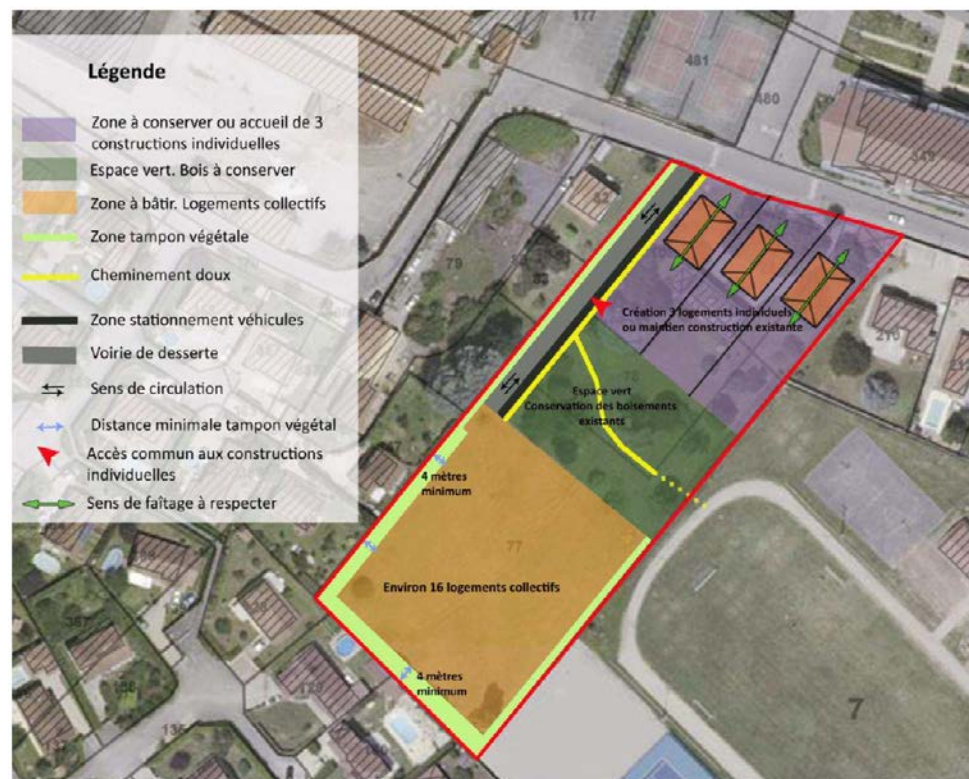 Légende
Zone à conserver ou accueil de 3
constructions individuelles
Espace vert. Bois à conserver
Zone à bâtir. Logements collectifs
Zone tampon végétale
Cheminement doux
Zone stationnement véhicules
Voirie de desserte
Sens de circulation
Distance minimale tampon végétal
Accès commun aux constructions
individuelles
Sens de faîtage à respecter
177
481
480
349
79
Création 3 logements individuels
ou maintien construction existante
210
78
Espace vert
Conservation des boisements
existants
4 mètres
minimum
77
Environ 16 logements collectifs
4 mètres
minimum
7